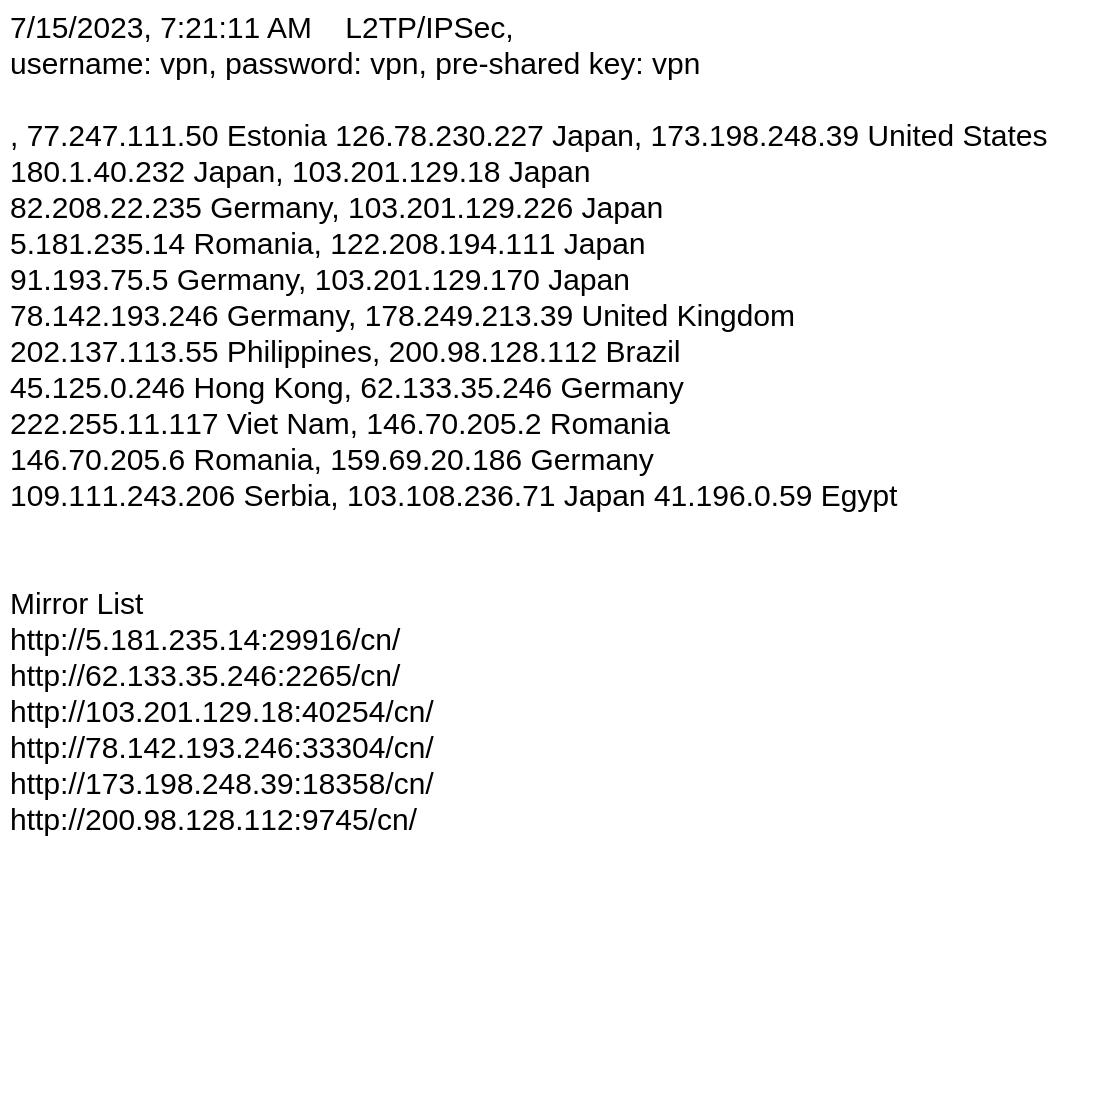 7/15/2023, 7:21:11 AM    L2TP/IPSec,
username: vpn, password: vpn, pre-shared key: vpn
, 77.247.111.50 Estonia 126.78.230.227 Japan, 173.198.248.39 United States
180.1.40.232 Japan, 103.201.129.18 Japan
82.208.22.235 Germany, 103.201.129.226 Japan
5.181.235.14 Romania, 122.208.194.111 Japan
91.193.75.5 Germany, 103.201.129.170 Japan
78.142.193.246 Germany, 178.249.213.39 United Kingdom
202.137.113.55 Philippines, 200.98.128.112 Brazil
45.125.0.246 Hong Kong, 62.133.35.246 Germany
222.255.11.117 Viet Nam, 146.70.205.2 Romania
146.70.205.6 Romania, 159.69.20.186 Germany
109.111.243.206 Serbia, 103.108.236.71 Japan 41.196.0.59 Egypt
Mirror List
http://5.181.235.14:29916/cn/
http://62.133.35.246:2265/cn/
http://103.201.129.18:40254/cn/
http://78.142.193.246:33304/cn/
http://173.198.248.39:18358/cn/
http://200.98.128.112:9745/cn/